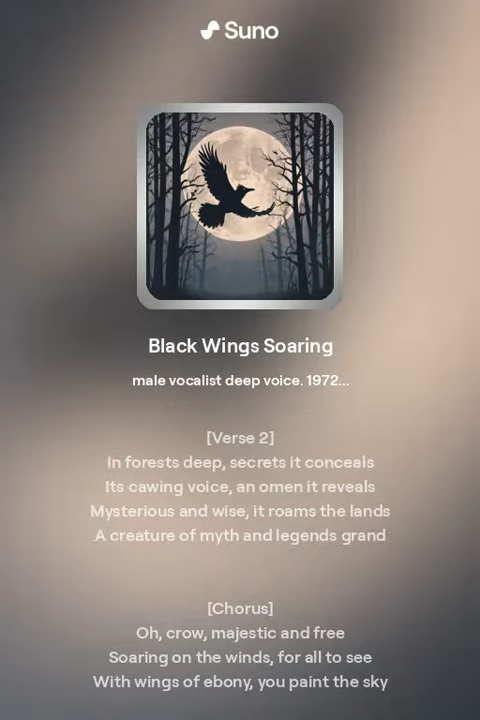 Suno
Black Wings Soaring
male vocalist deep voice. 1972...
[Verse 2]
In forests deep, secrets it conceals
Its cawing voice, an omen it reveals
Mysterious and wise, it roams the lands
A creature of myth and legends grand
[Chorus]
Oh, crow, majestic and free
Soaring on the winds, for all to see
With wings of ebony, you paint the sky